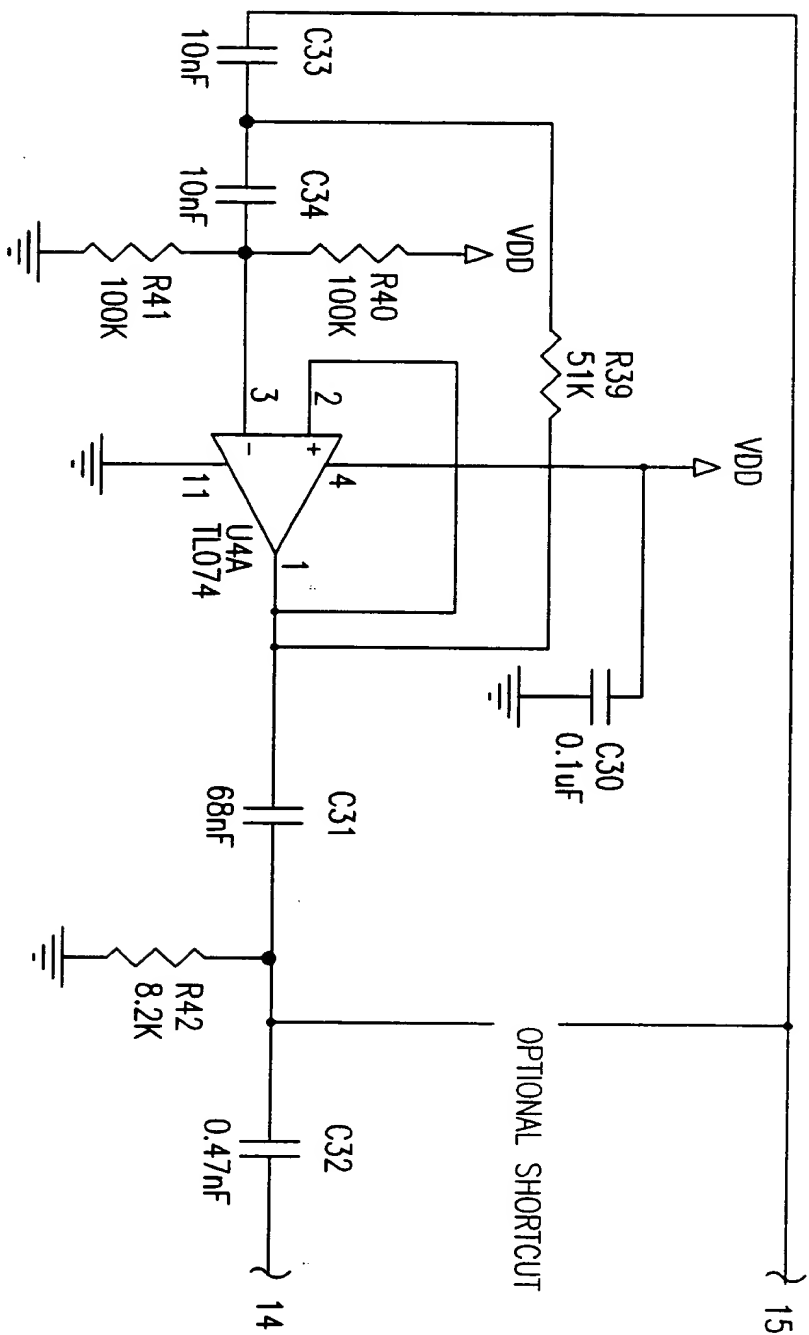 15
OPTIONAL SHORTCUT
VDD
VDD
R39
51K
C30
0.1uF
C33
10nF
C34
10nF
R40
100K
R41
100K
2
3
+
-
4
11
1
U4A
TL074
C31
68nF
R42
8.2K
C32
0.47nF
14